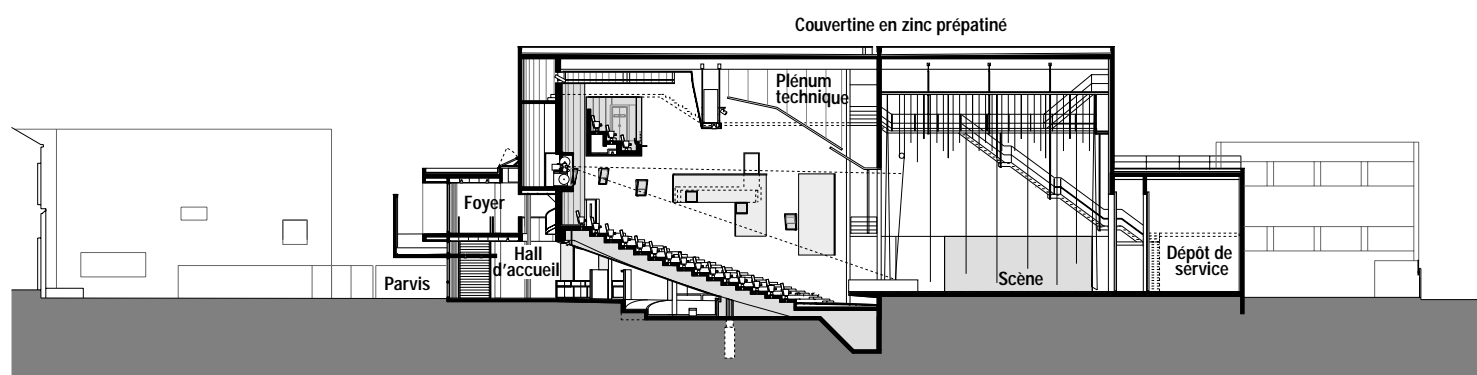 Couvertine en zinc prépatiné
Plénum
technique
Foyer
Hall
d'accueil
Parvis
Scène
Dépôt de
service